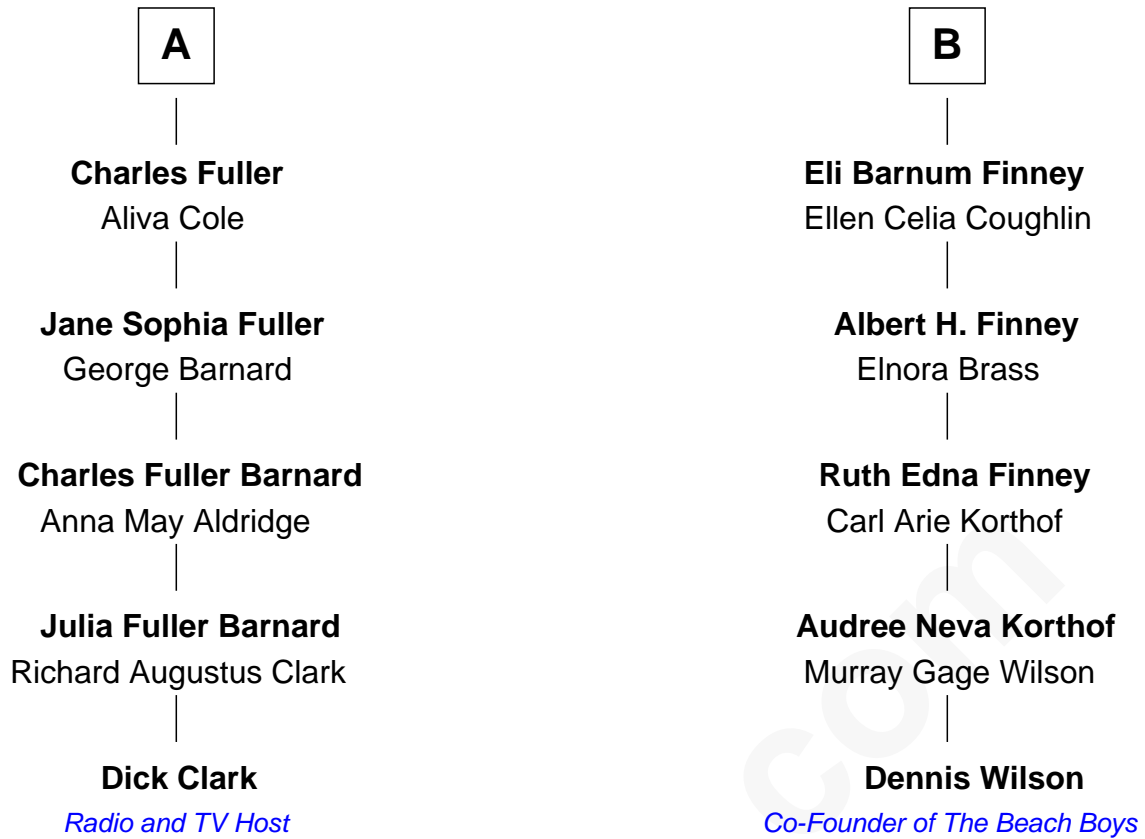 A
Charles Fuller
Aliva Cole
Jane Sophia Fuller
George Barnard
Charles Fuller Barnard
Anna May Aldridge
Julia Fuller Barnard
Richard Augustus Clark
Dick Clark
Radio and TV Host
B
Eli Barnum Finney
Ellen Celia Coughlin
Albert H. Finney
Elnora Brass
Ruth Edna Finney
Carl Arie Korthof
Audree Neva Korthof
Murray Gage Wilson
Dennis Wilson
Co-Founder of The Beach Boys
com